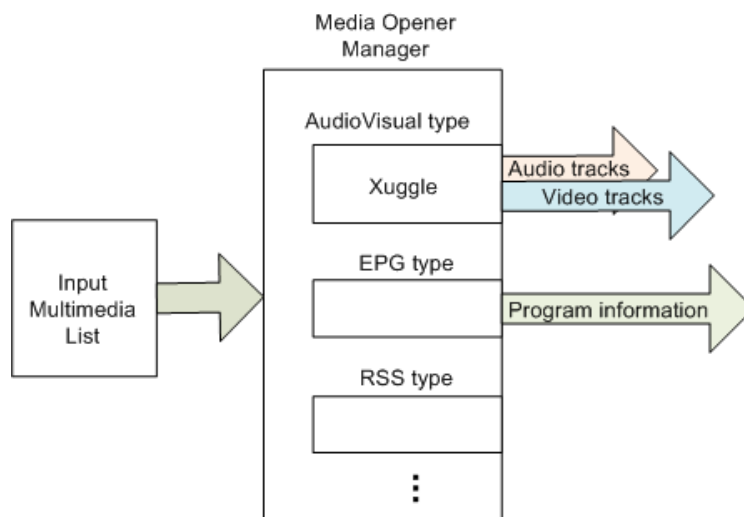 Media Opener
Manager
AudioVisual type
Xuggle
Audio tracks
Video tracks
Input
Multimedia
List
EPG type
Program information
RSS type